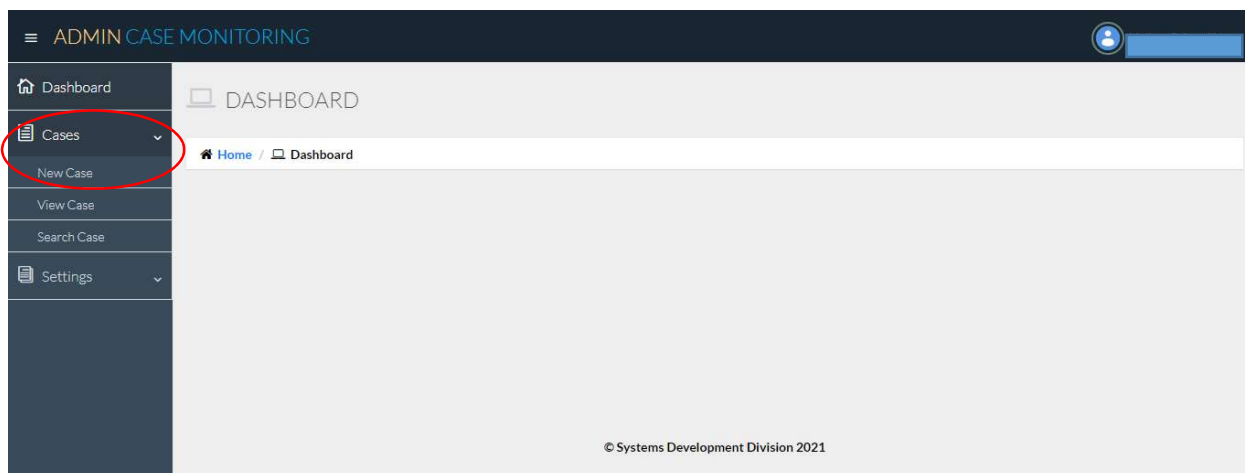 ADMIN CASE MONITORING
Dashboard
Cases
New Case
View Case
Search Case
Settings
DASHBOARD
Home / Dashboard
© Systems Development Division 2021